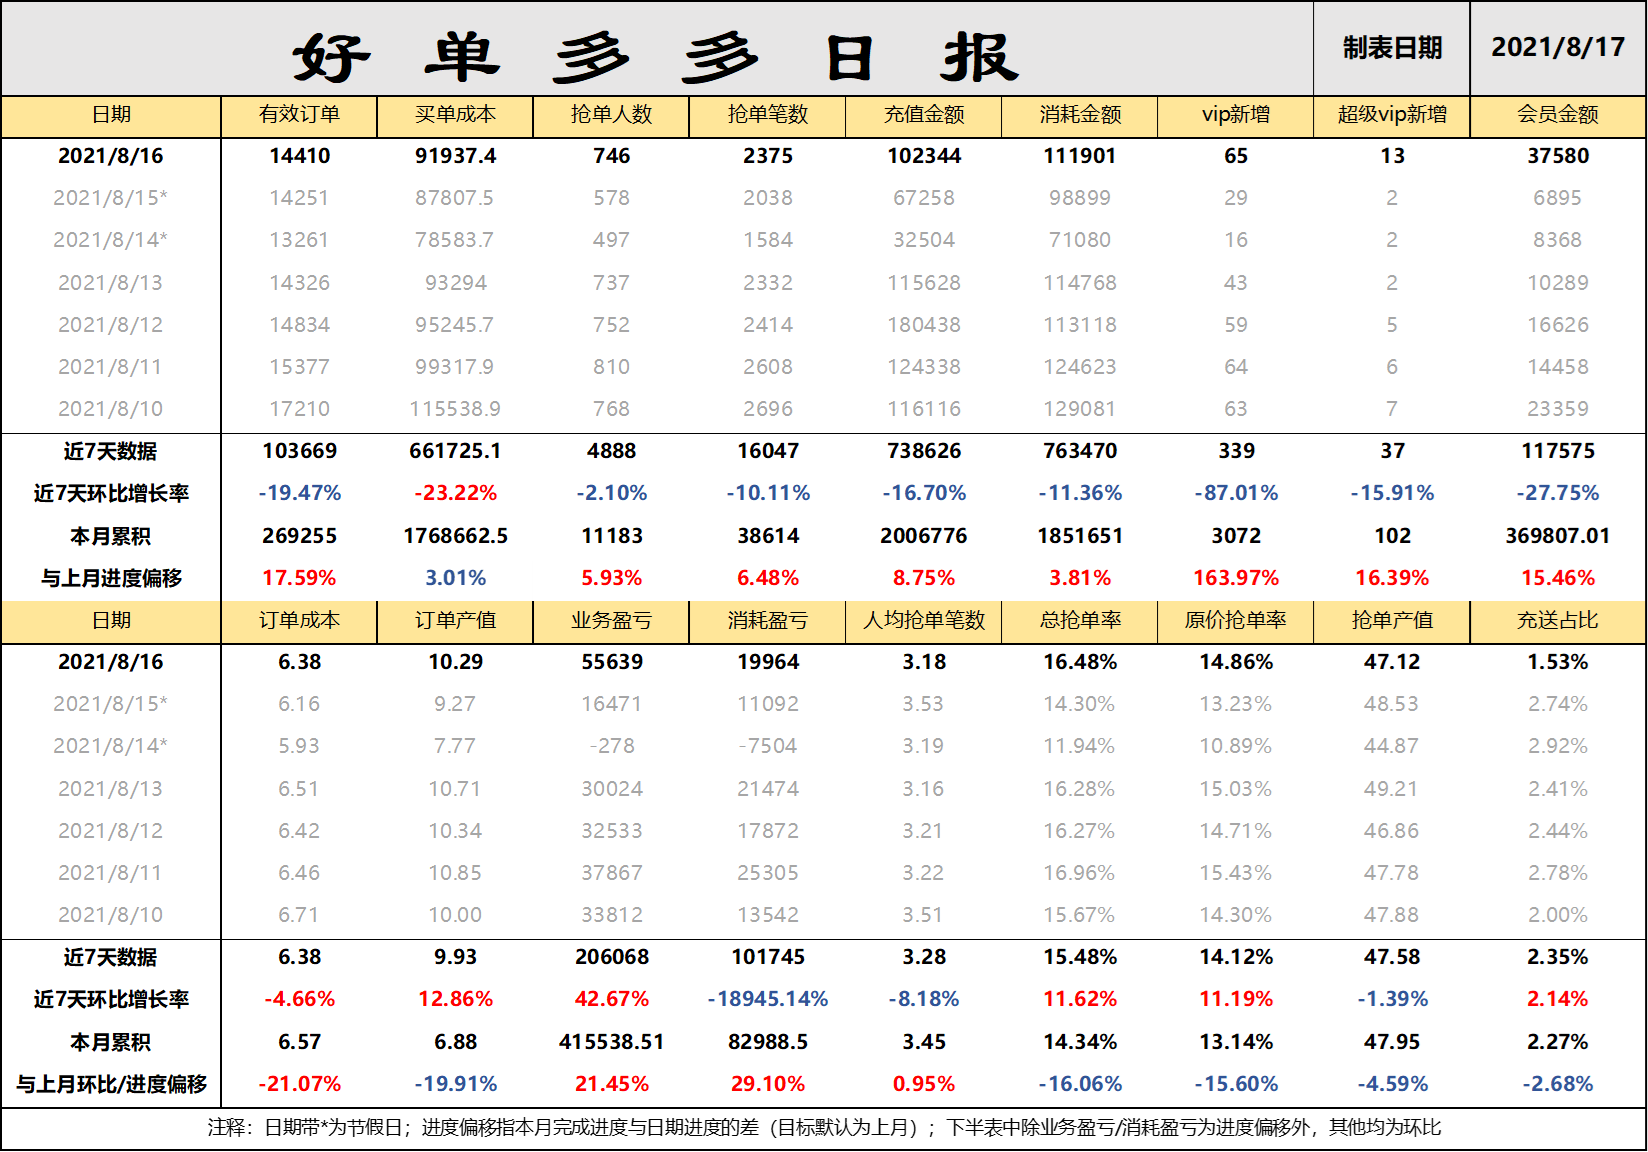 好单多多日报 制表日期 2021/8/17
日期 有效订单 买单成本 抢单人数 抢单笔数 充值金额 消耗金额 vip新增 超级vip新增 会员金额
2021/8/16 14410 91937.4 746 2375 102344 111901 65 13 37580
2021/8/15* 14251 87807.5 578 2038 67258 98899 29 2 6895
2021/8/14* 13261 78583.7 497 1584 32504 71080 16 2 8368
2021/8/13 14326 93294 737 2332 115628 114768 43 2 10289
2021/8/12 14834 95245.7 752 2414 180438 113118 59 5 16626
2021/8/11 15377 99317.9 810 2608 124338 124623 64 6 14458
2021/8/10 17210 115538.9 768 2696 116116 129081 63 7 23359
近7天数据 103669 661725.1 4888 16047 738626 763470 339 37 117575
近7天环比增长率 -19.47% -23.22% -2.10% -10.11% -16.70% -11.36% -87.01% -15.91% -27.75%
本月累积 269255 1768662.5 11183 38614 2006776 1851651 3072 102 369807.01
与上月进度偏移 17.59% 3.01% 5.93% 6.48% 8.75% 3.81% 163.97% 16.39% 15.46%
日期 订单成本 订单产值 业务盈亏 消耗盈亏 人均抢单笔数 总抢单率 原价抢单率 抢单产值 充送占比
2021/8/16 6.38 10.29 55639 19964 3.18 16.48% 14.86% 47.12 1.53%
2021/8/15* 6.16 9.27 16471 11092 3.53 14.30% 13.23% 48.53 2.74%
2021/8/14* 5.93 7.77 -278 -7504 3.19 11.94% 10.89% 44.87 2.92%
2021/8/13 6.51 10.71 30024 21474 3.16 16.28% 15.03% 49.21 2.41%
2021/8/12 6.42 10.34 32533 17872 3.21 16.27% 14.71% 46.86 2.44%
2021/8/11 6.46 10.85 37867 25305 3.22 16.96% 15.43% 47.78 2.78%
2021/8/10 6.71 10.00 33812 13542 3.51 15.67% 14.30% 47.88 2.00%
近7天数据 6.38 9.93 206068 101745 3.28 15.48% 14.12% 47.58 2.35%
近7天环比增长率 -4.66% 12.86% 42.67% -18945.14% -8.18% 11.62% 11.19% -1.39% 2.14%
本月累积 6.57 6.88 415538.51 82988.5 3.45 14.34% 13.14% 47.95 2.27%
与上月环比/进度偏移 -21.07% -19.91% 21.45% 29.10% 0.95% -16.06% -15.60% -4.59% -2.68%
注释：日期带*为节假日；进度偏移指本月完成进度与日期进度的差（目标默认为上月）；下半表中除业务盈亏/消耗盈亏为进度偏移外，其他均为环比